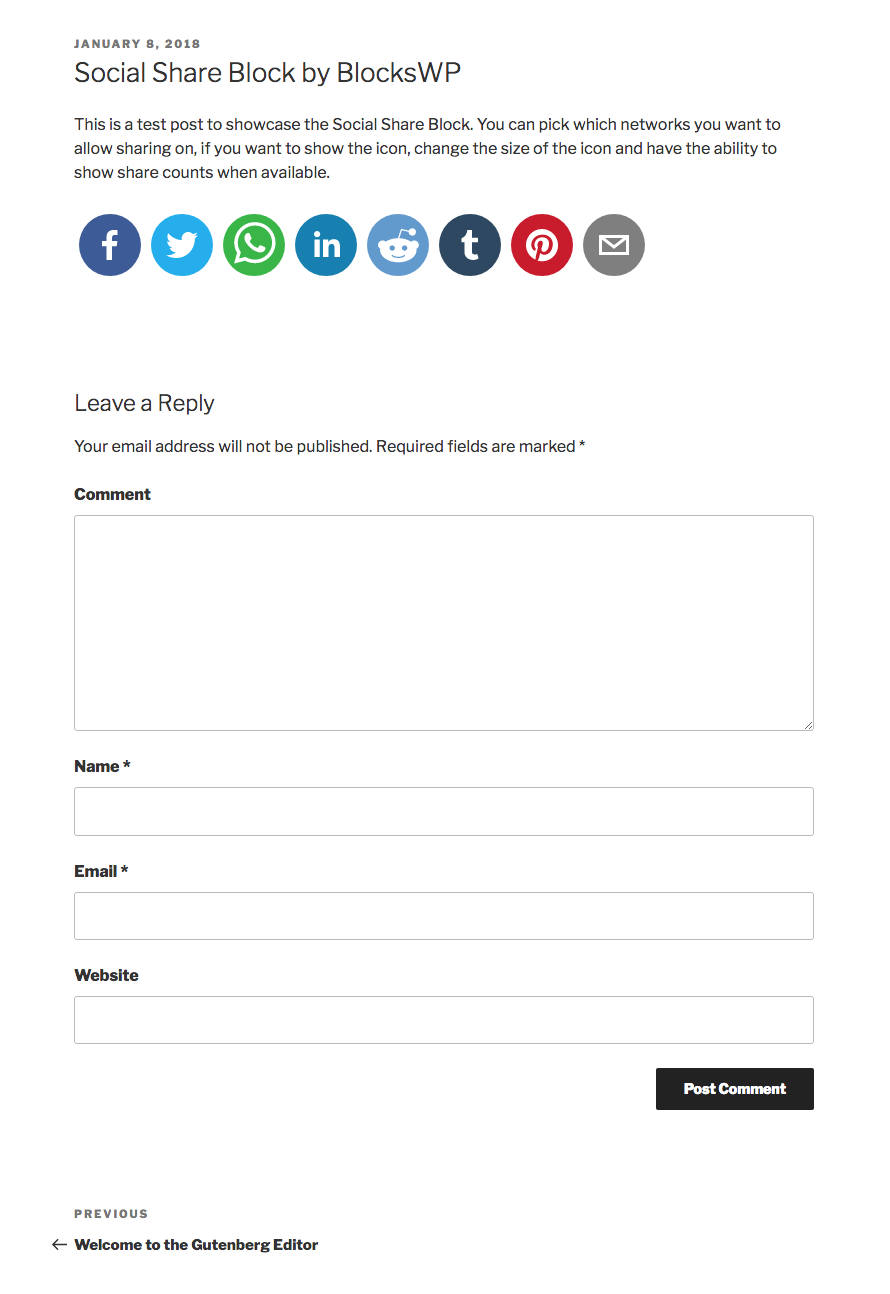 JANUARY 8, 2018
Social Share Block by BlocksWP
This is a test post to showcase the Social Share Block. You can pick which networks you want to
allow sharing on, if you want to show the icon, change the size of the icon and have the ability to
show share counts when available.
Leave a Reply
Your email address will not be published. Required fields are marked *
Comment
Name *
Email *
Website
Post Comment
PREVIOUS
← Welcome to the Gutenberg Editor